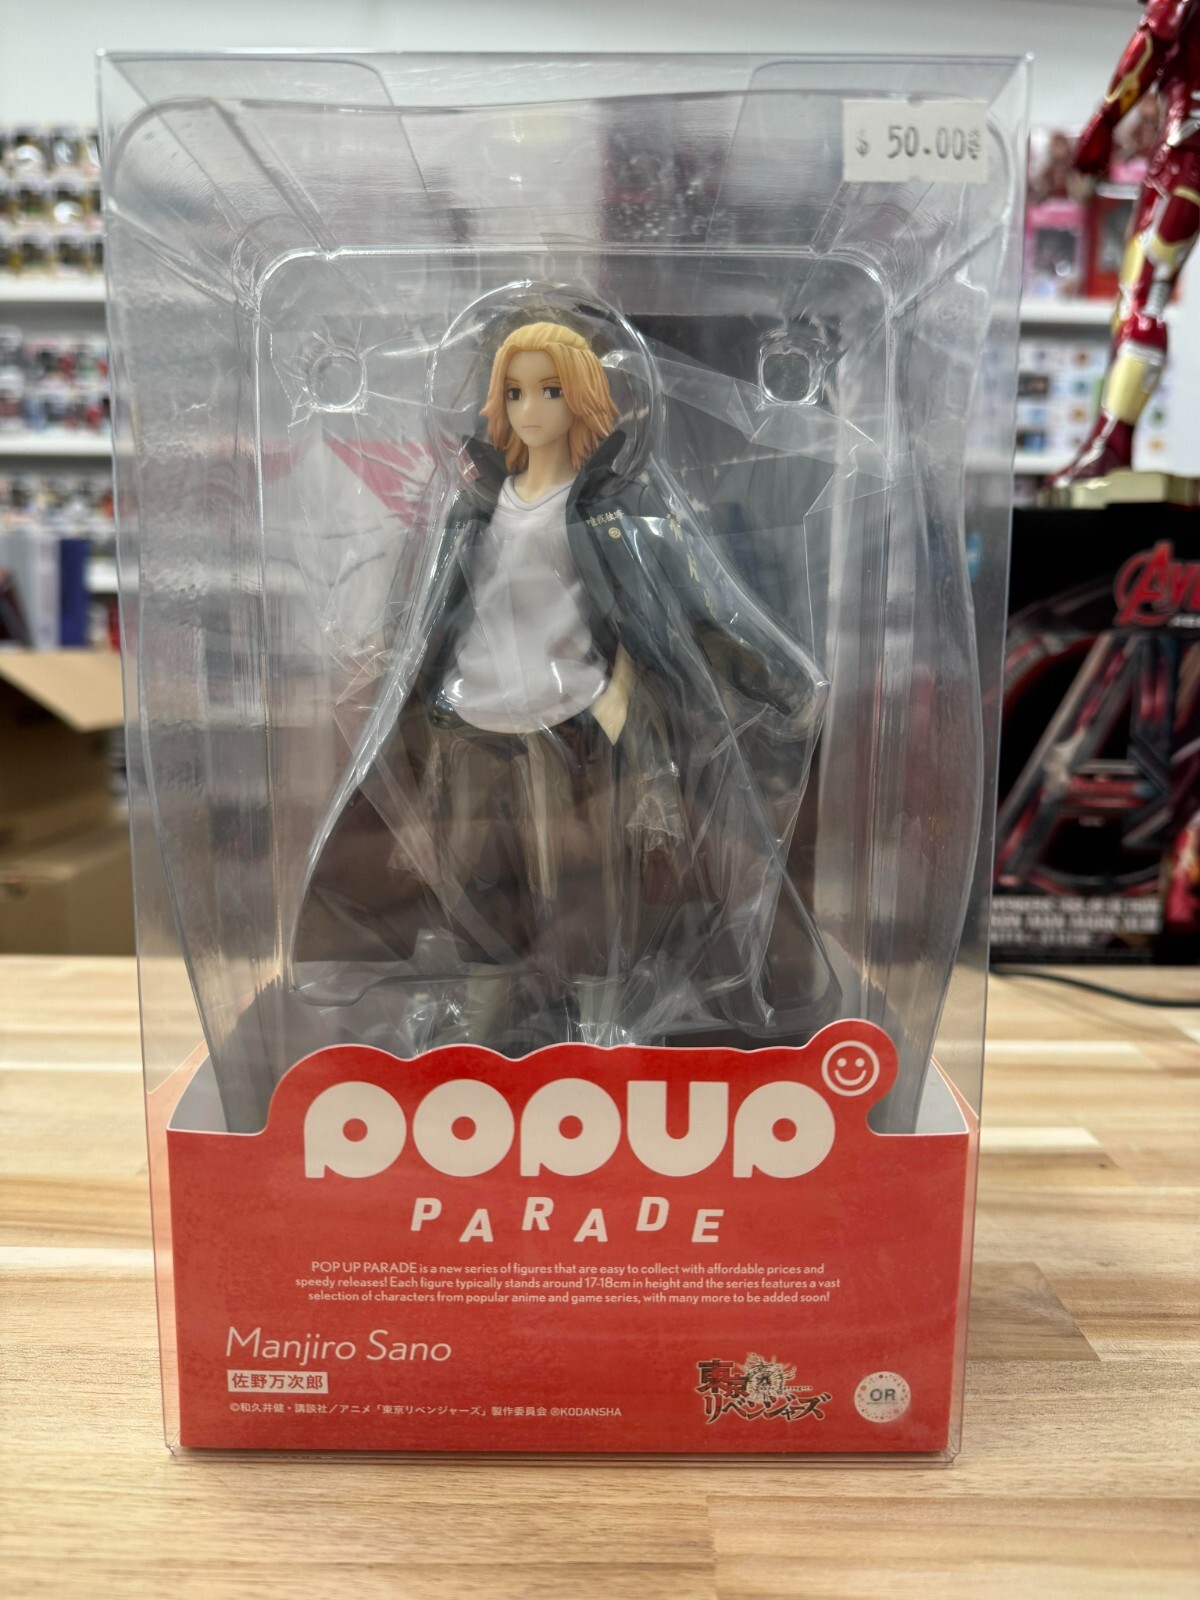 $ 50.00
POPUP
PARADE
POP UP PARADE is a new series of figures that are easy to collect with affordable prices and
speedy releases! Each figure typically stands around 17-18cm in height and the series features a vast
selection of characters from popular anime and game series, with many more to be added soon!
Manjiro Sano
佐野万次郎
©和久井健・講談社／アニメ「東京リベンジャーズ」製作委員会 ®KODANSHA
東京
リベンジャーズ
OR